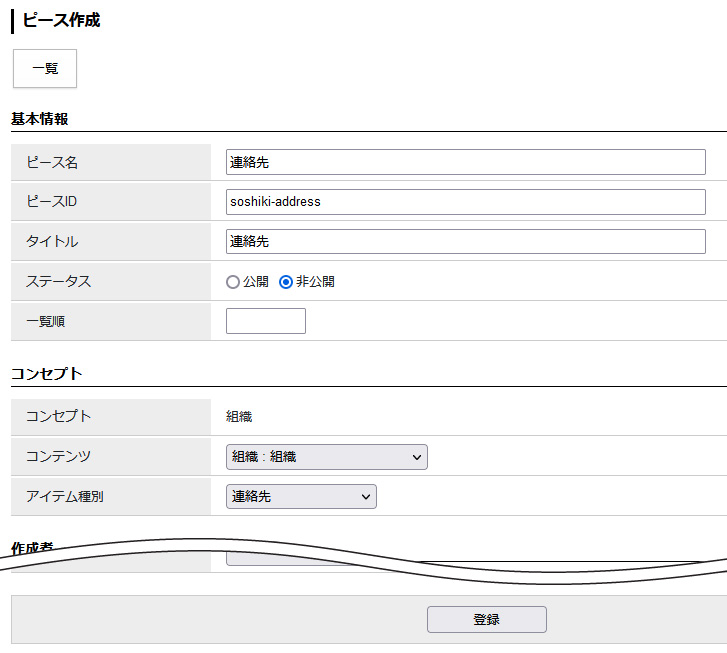 ピース作成
一覧
基本情報
ピース名 連絡先
ピースID soshiki-address
タイトル 連絡先
ステータス 公開 非公開
一覧順
コンセプト
コンセプト 組織
コンテンツ 組織：組織
アイテム種別 連絡先
作成者
登録